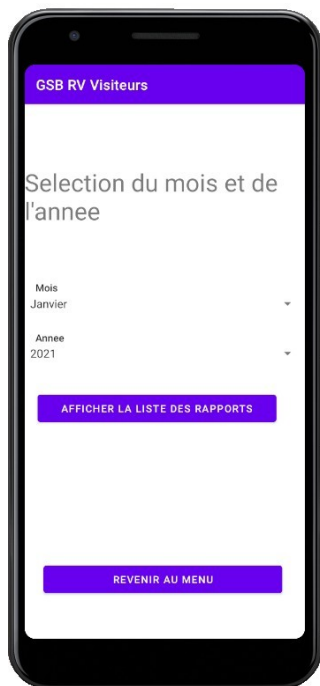 GSB RV Visiteurs
Selection du mois et de
l'annee
Mois
Janvier
Annee
2021
AFFICHER LA LISTE DES RAPPORTS
REVENIR AU MENU